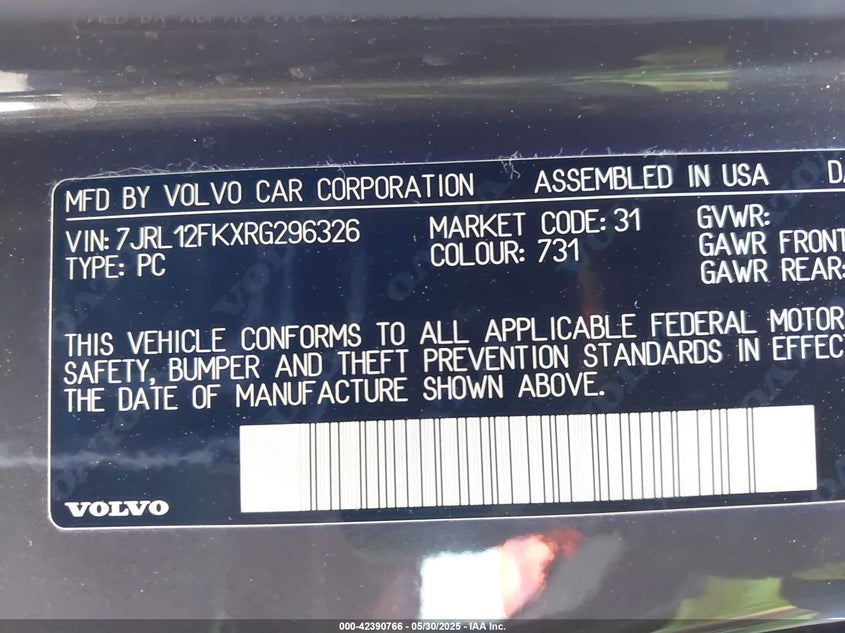 MFD BY VOLVO CAR CORPORATION ASSEMBLED IN USA DA
VIN: 7JRL12FKXRG296326 MARKET CODE: 31 GVWR:
TYPE: PC COLOUR: 731 GAWR FRONT
GAWR REAR:
THIS VEHICLE CONFORMS TO ALL APPLICABLE FEDERAL MOTOR
SAFETY, BUMPER AND THEFT PREVENTION STANDARDS IN EFFEC
THE DATE OF MANUFACTURE SHOWN ABOVE.
VOLVO
000-42390766 - 05/30/2025 - IAA Inc.